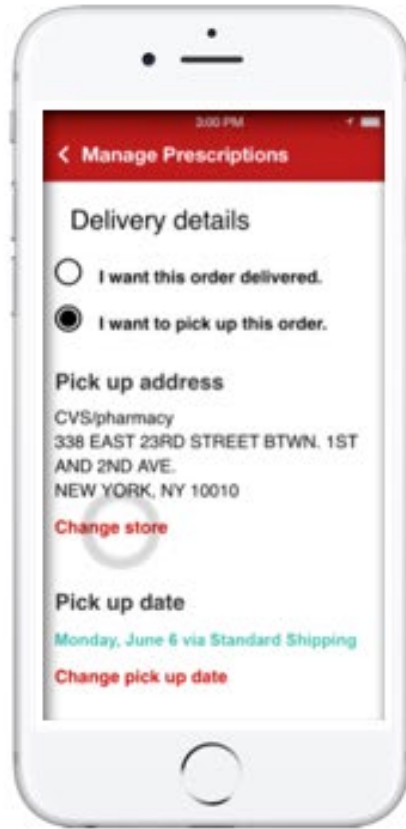 3:00 PM
Manage Prescriptions
Delivery details
I want this order delivered.
I want to pick up this order.
Pick up address
CVS/pharmacy
338 EAST 23RD STREET BTWN. 1ST
AND 2ND AVE.
NEW YORK, NY 10010
Change store
Pick up date
Monday, June 6 via Standard Shipping
Change pick up date